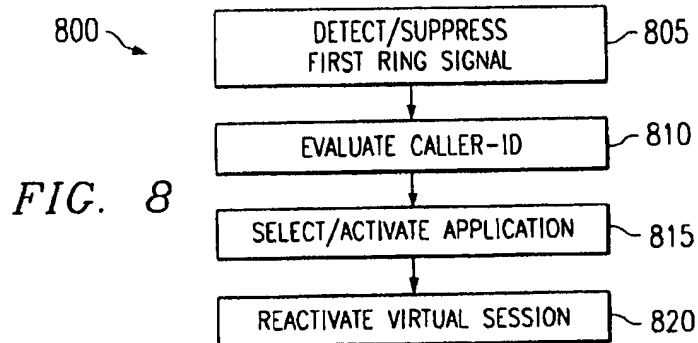 800
DETECT/SUPPRESS
FIRST RING SIGNAL
805
EVALUATE CALLER-ID
810
FIG. 8
SELECT/ACTIVATE APPLICATION
815
REACTIVATE VIRTUAL SESSION
820